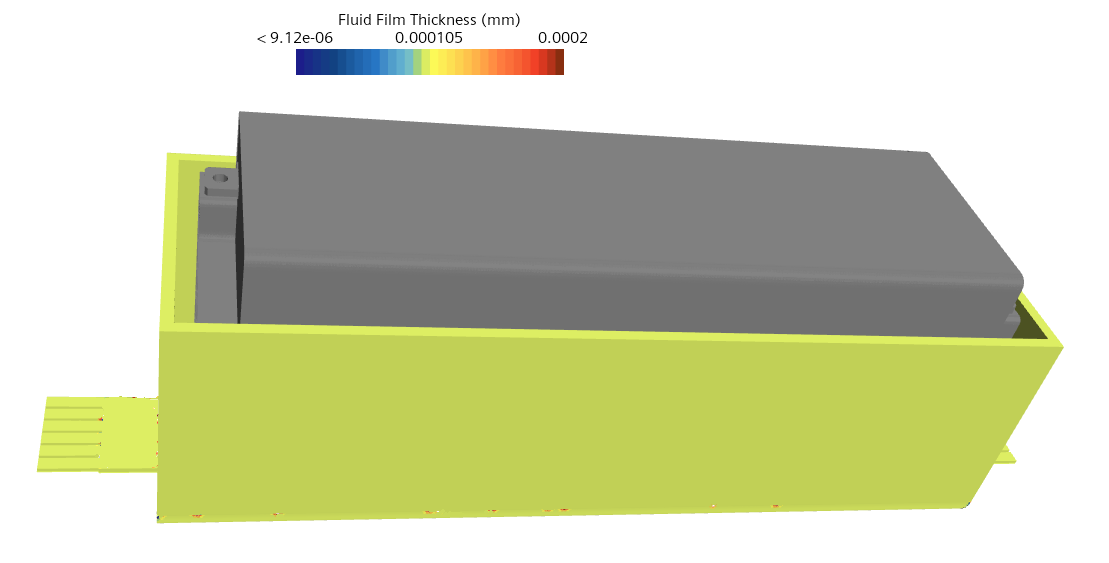 Fluid Film Thickness (mm)
< 9.12e-06 0.000105 0.0002